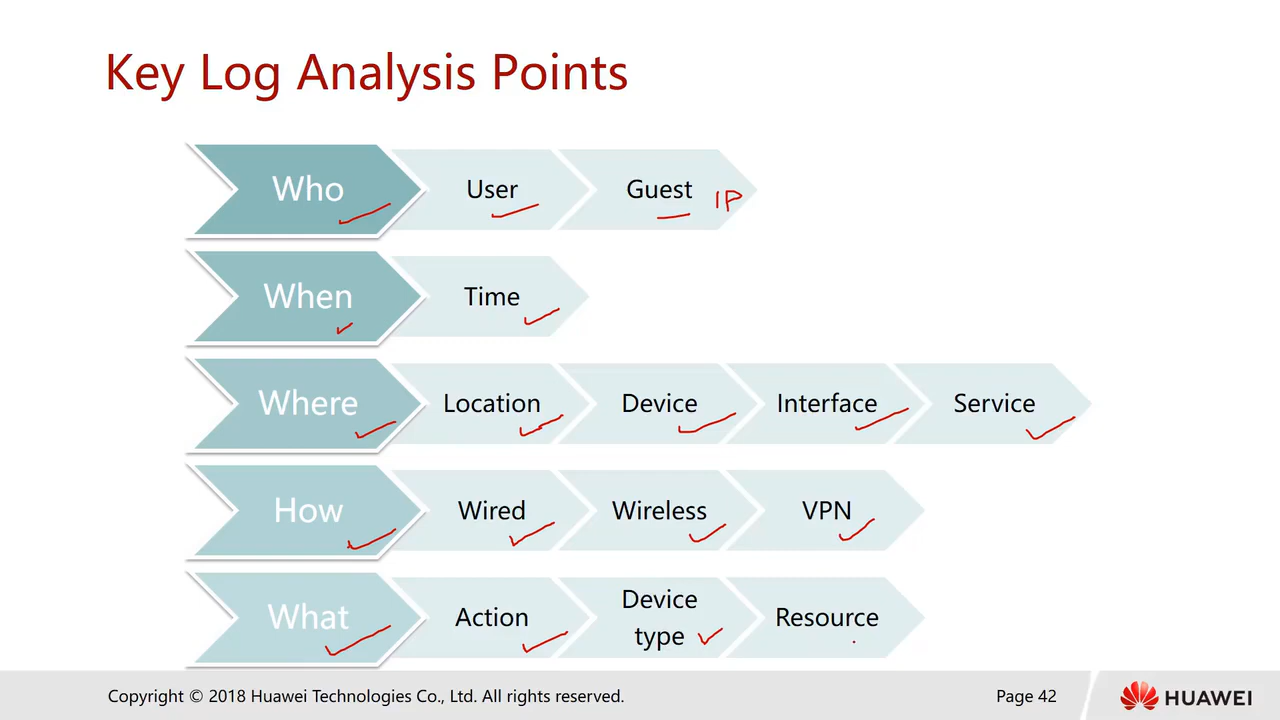 Key Log Analysis Points
Who User Guest IP
When Time
Where Location Device Interface Service
How Wired Wireless VPN
What Action Device type Resource
Copyright © 2018 Huawei Technologies Co., Ltd. All rights reserved. Page 42 HUAWEI